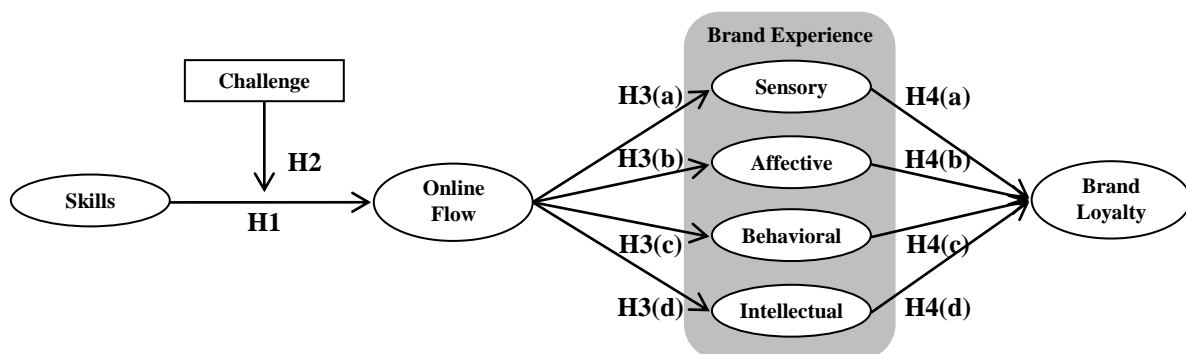 Brand Experience
Challenge
Sensory
H3(a)
H4(a)
H2
H3(b)
Affective
H4(b)
Skills
H1
Online
Flow
Brand
Loyalty
H3(c)
Behavioral
H4(c)
H3(d)
Intellectual
H4(d)